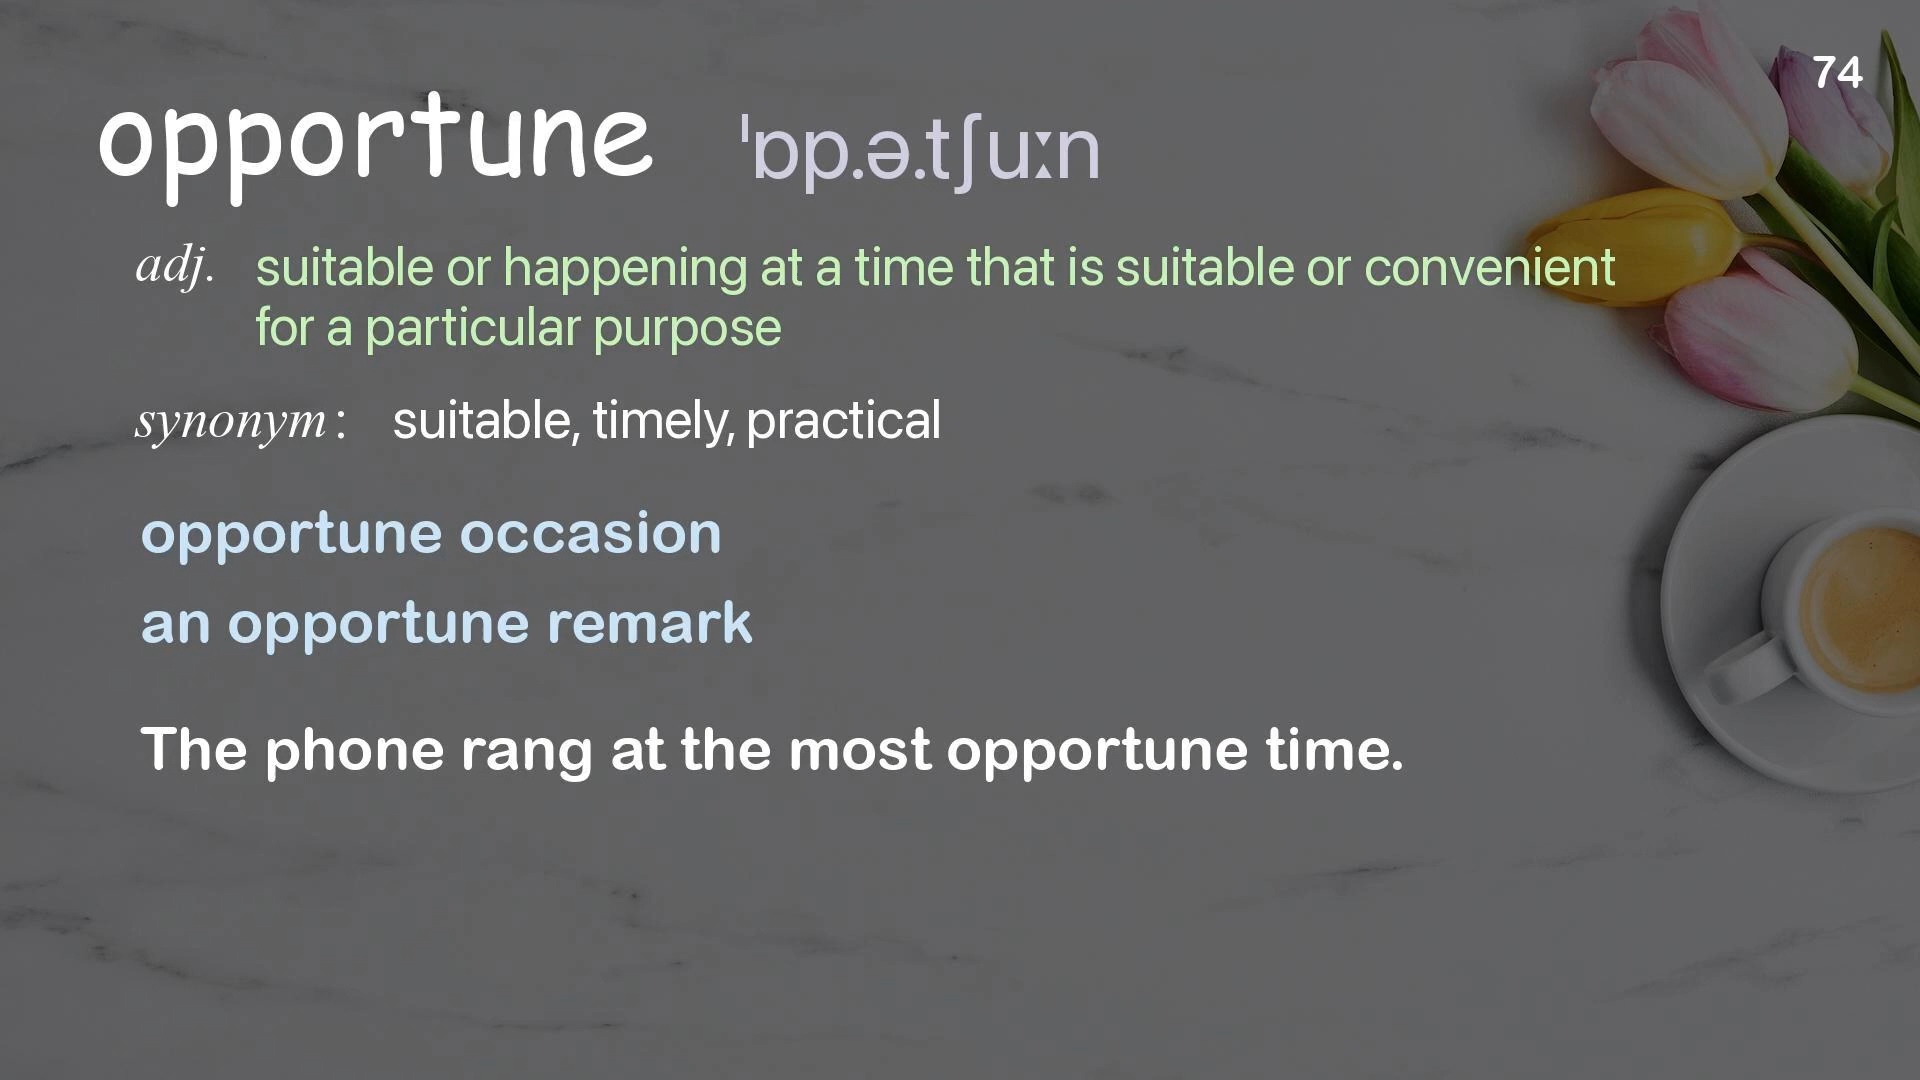 74
opportune ˈɒp.ə.tʃuːn
adj. suitable or happening at a time that is suitable or convenient
for a particular purpose
synonym: suitable, timely, practical
opportune occasion
an opportune remark
The phone rang at the most opportune time.